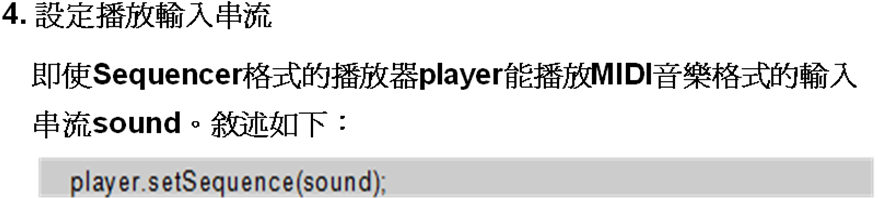 4. 設定播放輸入串流
即使Sequencer格式的播放器player能播放MIDI音樂格式的輸入
串流sound。敘述如下：
player.setSequence(sound);